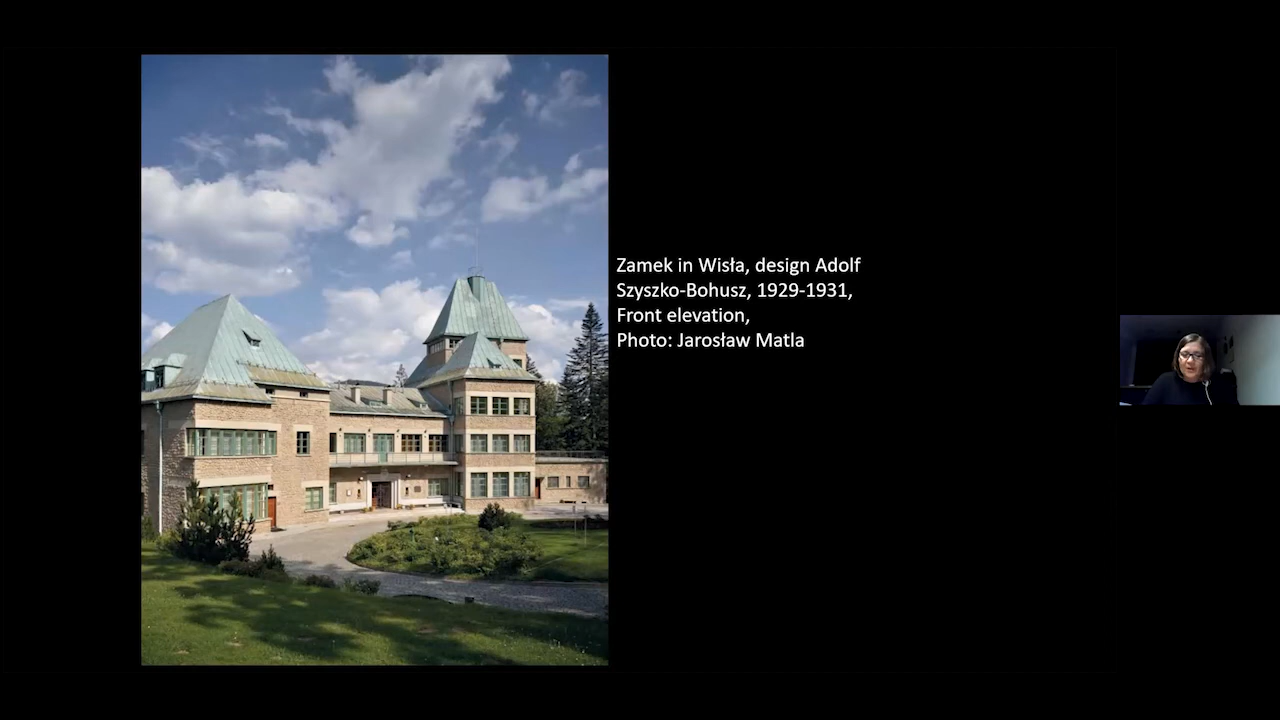 Zamek in Wisła, design Adolf
Szyszko-Bohusz, 1929-1931,
Front elevation,
Photo: Jarosław Matla